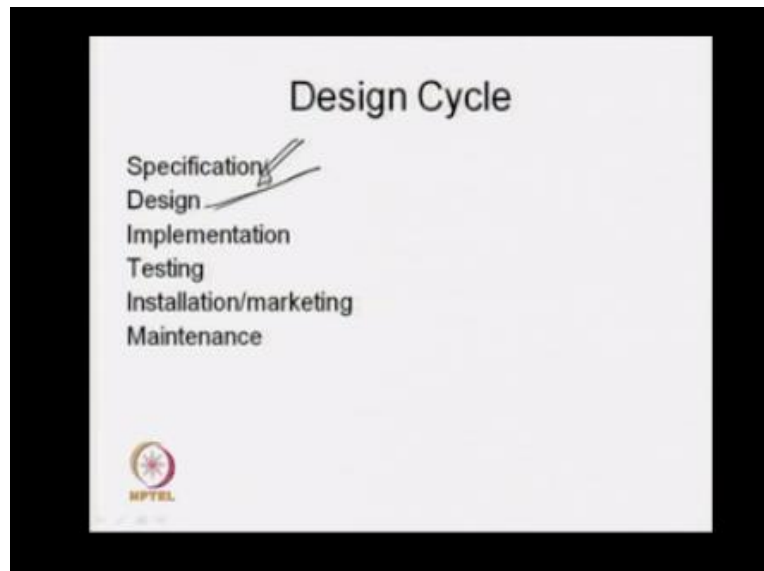 Design Cycle
Specification
Design
Implementation
Testing
Installation/marketing
Maintenance
NPTEL